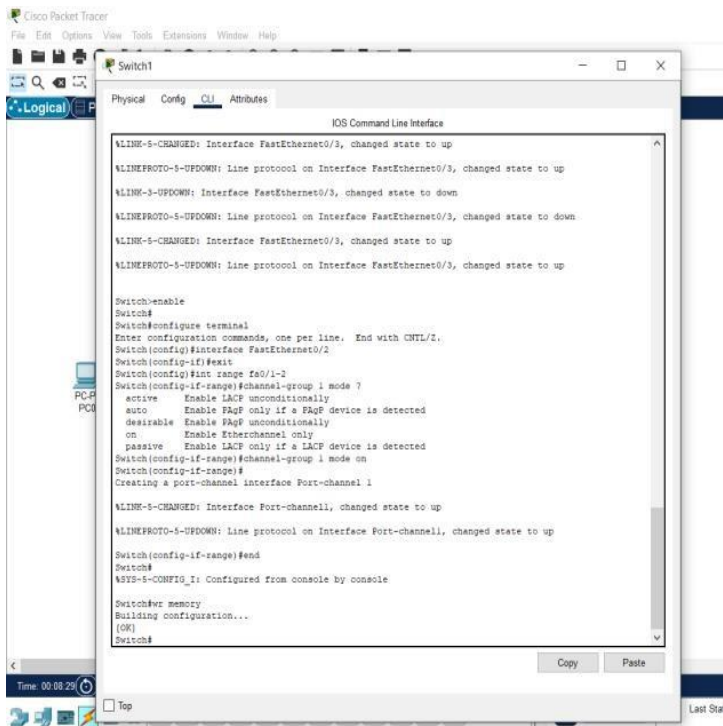 Cisco Packet Tracer
File Edit Options View Tools Extensions Window Help
Switch1
Logical
Physical Config CLI Attributes
IOS Command Line Interface
%LINK-5-CHANGED: Interface FastEthernet0/3, changed state to up
%LINEPROTO-5-UPDOWN: Line protocol on Interface FastEthernet0/3, changed state to up
%LINK-3-UPDOWN: Interface FastEthernet0/3, changed state to down
%LINEPROTO-5-UPDOWN: Line protocol on Interface FastEthernet0/3, changed state to down
%LINK-5-CHANGED: Interface FastEthernet0/3, changed state to up
%LINEPROTO-5-UPDOWN: Line protocol on Interface FastEthernet0/3, changed state to up
Switch>enable
Switch#
Switch#configure terminal
Enter configuration commands, one per line. End with CNTL/Z.
Switch(config)#interface FastEthernet0/2
Switch(config-if)#exit
Switch(config)#int range fa0/1-2
Switch(config-if-range)#channel-group 1 mode ?
active Enable LACP unconditionally
auto Enable PAgP only if a PAgP device is detected
desirable Enable PAgP unconditionally
on Enable Etherchannel only
passive Enable LACP only if a LACP device is detected
Switch(config-if-range)#channel-group 1 mode on
Switch(config-if-range)#
Creating a port-channel interface Port-channel 1
%LINK-5-CHANGED: Interface Port-channel1, changed state to up
%LINEPROTO-5-UPDOWN: Line protocol on Interface Port-channel1, changed state to up
Switch(config-if-range)#end
Switch#
%SYS-5-CONFIG_I: Configured from console by console
Switch#wr memory
Building configuration...
[OK]
Switch#
PC-P
PC0
Copy Paste
Time: 00:08:29
Top
Last Sta